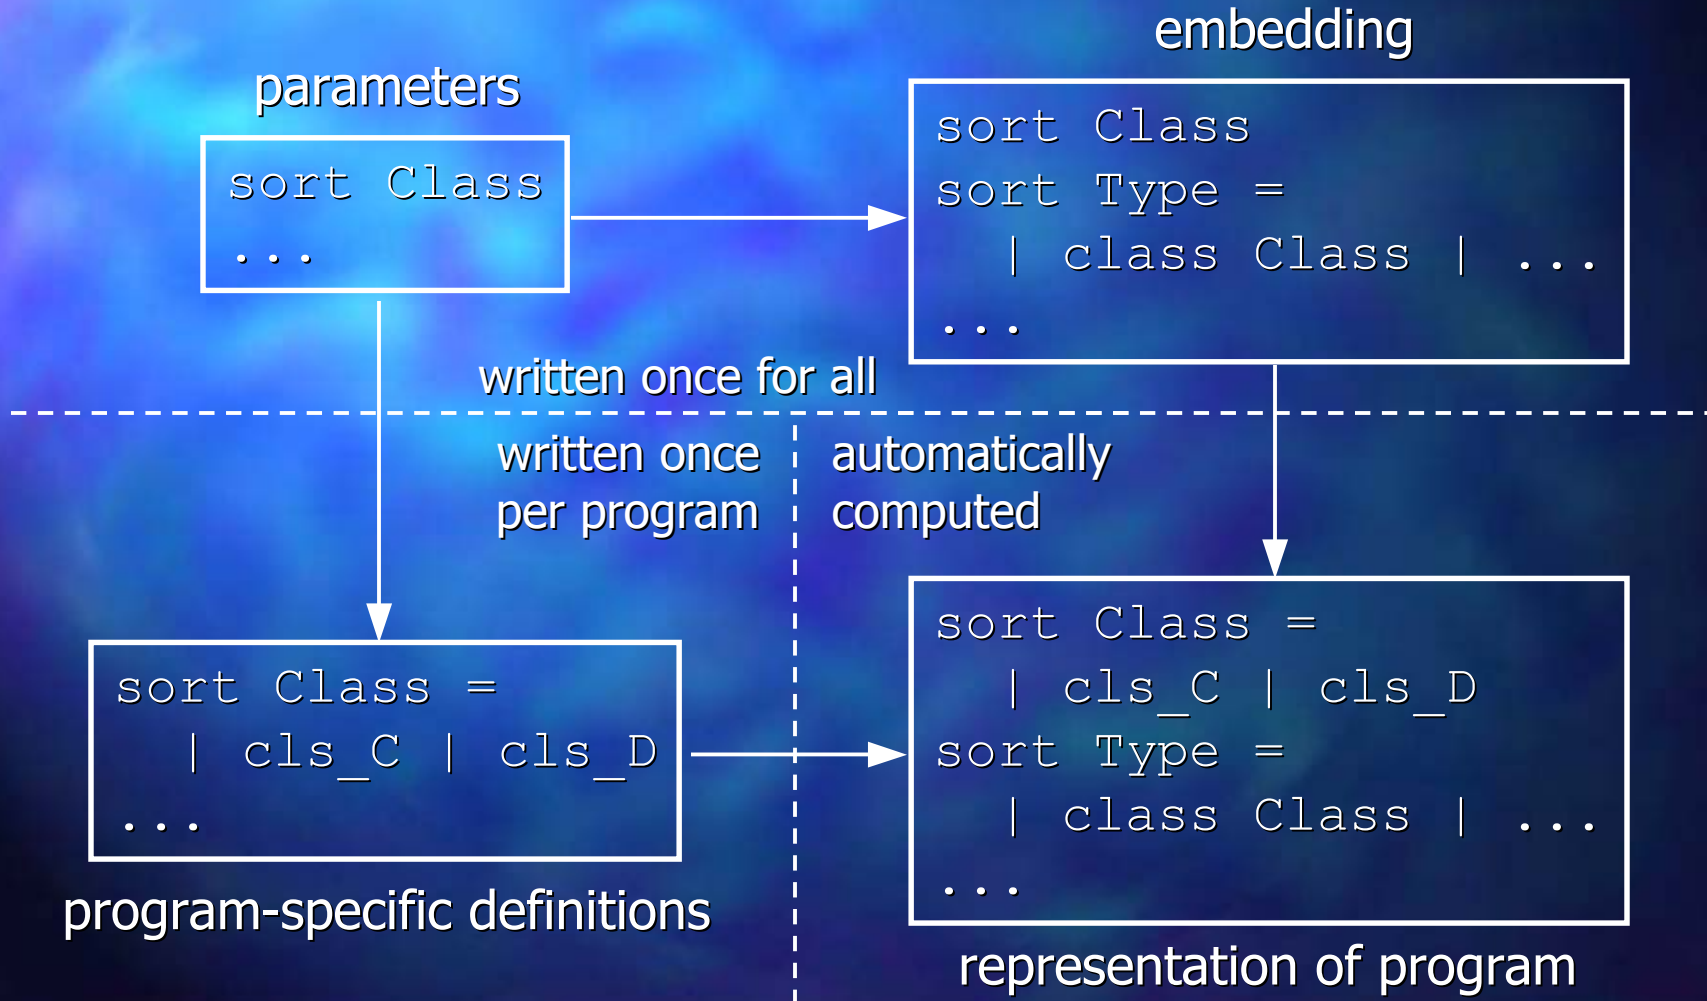 parameters
sort Class
...
embedding
sort Class
sort Type =
| class Class | ...
...
written once for all
written once
per program
automatically
computed
sort Class =
| cls_C | cls_D
...
program-specific definitions
sort Class =
| cls_C | cls_D
sort Type =
| class Class | ...
...
representation of program